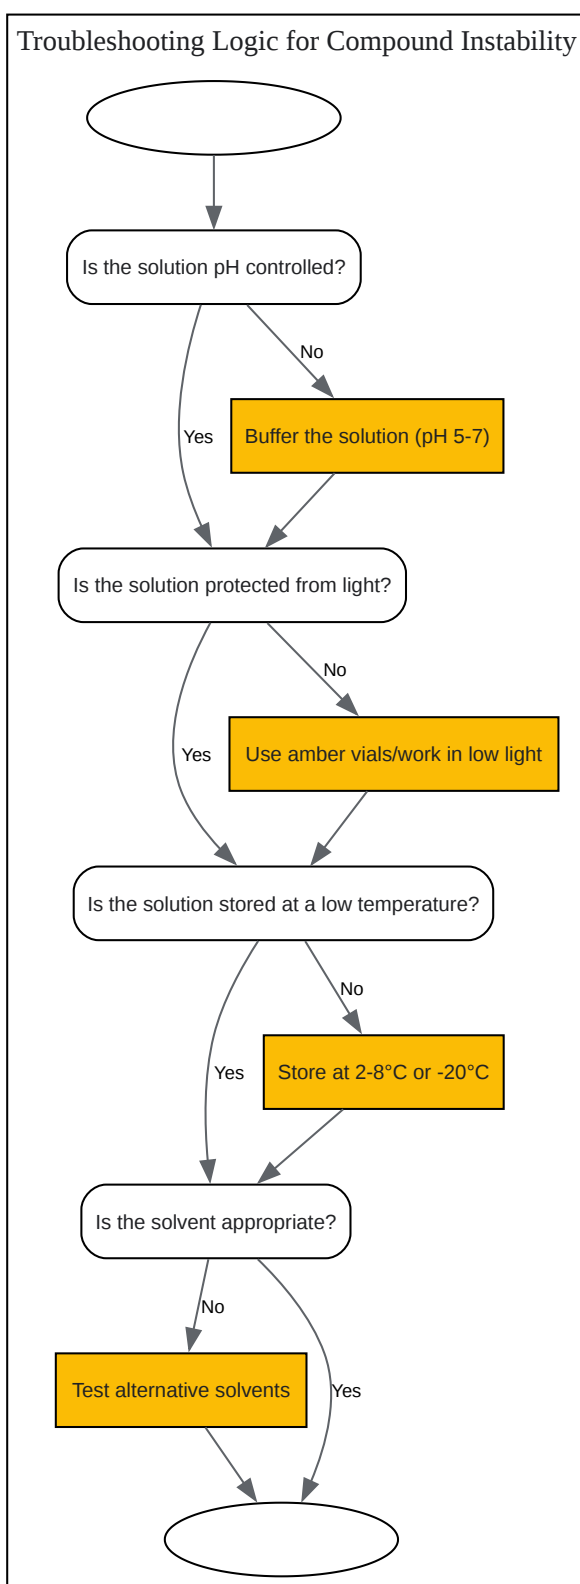 Troubleshooting Logic for Compound Instability
Is the solution pH controlled?
No
Buffer the solution (pH 5-7)
Yes
Is the solution protected from light?
No
Use amber vials/work in low light
Yes
Is the solution stored at a low temperature?
No
Store at 2-8°C or -20°C
Yes
Is the solvent appropriate?
No
Test alternative solvents
Yes